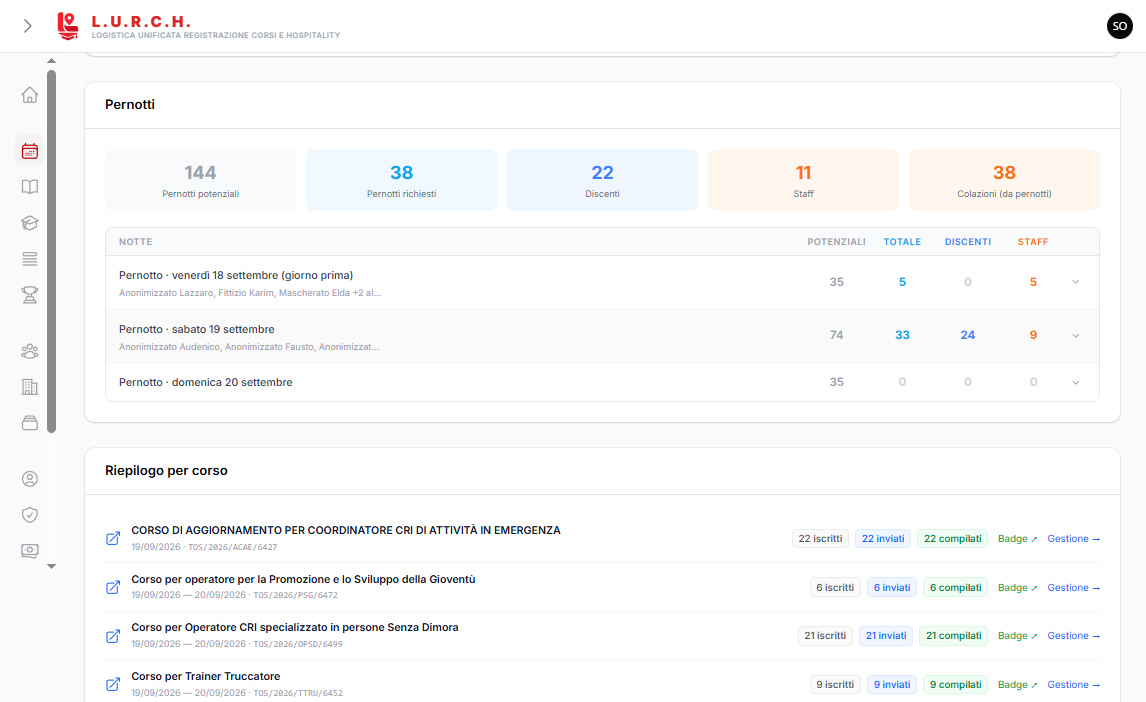 L.U.R.C.H.
LOGISTICA UNIFICATA REGISTRAZIONE CORSI E HOSPITALITY
SO
Pernotti
144
Pernotti potenziali
38
Pernotti richiesti
22
Discenti
11
Staff
38
Colazioni (da pernotti)
NOTTE POTENZIALI TOTALE DISCENTI STAFF
Pernotto · venerdì 18 settembre (giorno prima) 35 5 0 5
Anonimizzato Lazzaro, Fittizio Karim, Mascherato Elda +2 al...
Pernotto · sabato 19 settembre 74 33 24 9
Anonimizzato Audenico, Anonimizzato Fausto, Anonimizzat...
Pernotto · domenica 20 settembre 35 0 0 0
Riepilogo per corso
CORSO DI AGGIORNAMENTO PER COORDINATORE CRI DI ATTIVITÀ IN EMERGENZA
19/09/2026 · TOS/2026/ACAE/6427
22 iscritti 22 inviati 22 compilati Badge ↗ Gestione →
Corso per operatore per la Promozione e lo Sviluppo della Gioventù
19/09/2026 — 20/09/2026 · TOS/2026/PSG/6472
6 iscritti 6 inviati 6 compilati Badge ↗ Gestione →
Corso per Operatore CRI specializzato in persone Senza Dimora
19/09/2026 — 20/09/2026 · TOS/2026/OPSD/6499
21 iscritti 21 inviati 21 compilati Badge ↗ Gestione →
Corso per Trainer Truccatore
19/09/2026 — 20/09/2026 · TOS/2026/TTRU/6452
9 iscritti 9 inviati 9 compilati Badge ↗ Gestione →